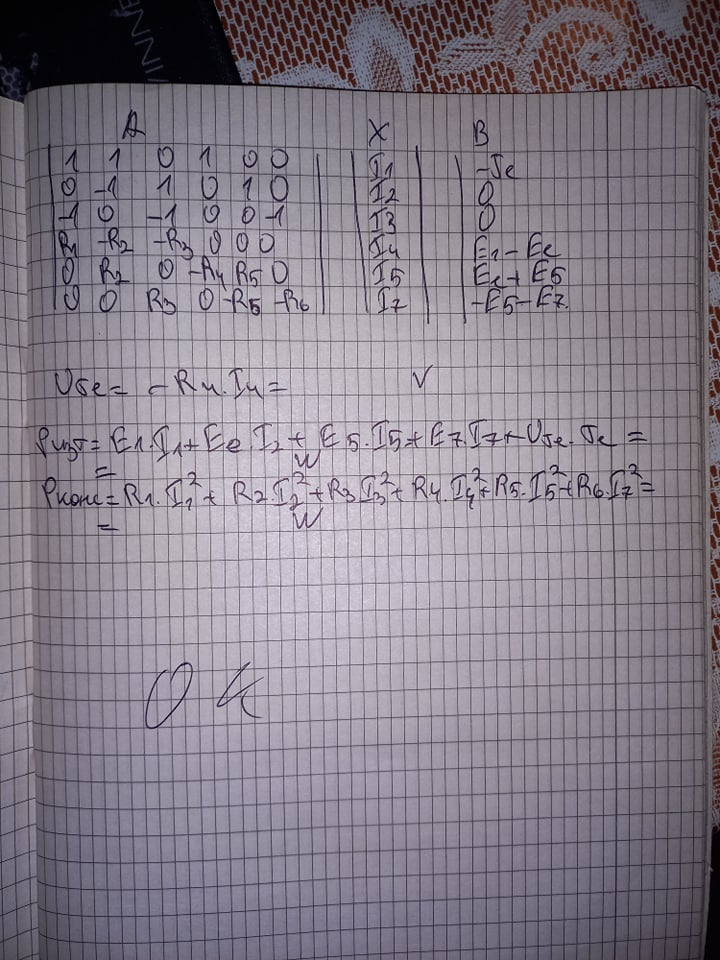 INNE
A X B
1 1 0 1 0 0 I1 -Je
0 -1 1 0 1 0 I2 0
-1 0 -1 0 0 -1 I3 0
R1 -R2 -R3 0 0 0 I4 E1 - Ee
0 R2 0 -R4 R5 0 I5 Ee + E5
0 0 R3 0 -R5 -R6 I7 -E5 - E7.
UJe = - R4.I4 = V
Pизт = E1.I1 + Ee.I2 + E5.I5 + E7.I7 + UJe.Je =
= W
Pконс = R1.I1² + R2.I2² + R3I3² + R4.I4² + R5.I5² + R6.I7² =
= W
OK